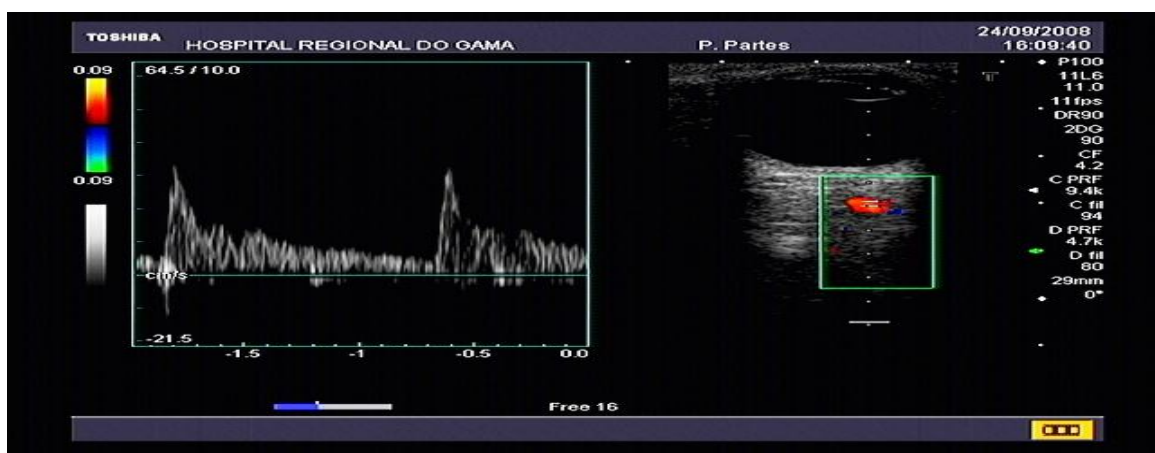 TOSHIBA
HOSPITAL REGIONAL DO GAMA
P. Partes
24/09/2008
16:09:40
0.09
0.09
64.5 / 10.0
cm/s
-21.5
-1.5
-1
-0.5
0.0
T
P100
11L6
11.0
11fps
DR90
2DG
90
CF
4.2
C PRF
9.4k
C fil
94
D PRF
4.7k
D fil
80
29mm
0°
Free 16